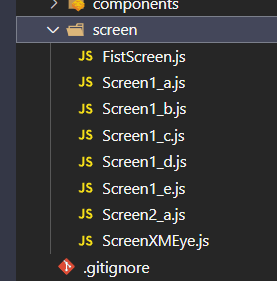 components
screen
JS FistScreen.js
JS Screen1_a.js
JS Screen1_b.js
JS Screen1_c.js
JS Screen1_d.js
JS Screen1_e.js
JS Screen2_a.js
JS ScreenXMEye.js
.gitignore